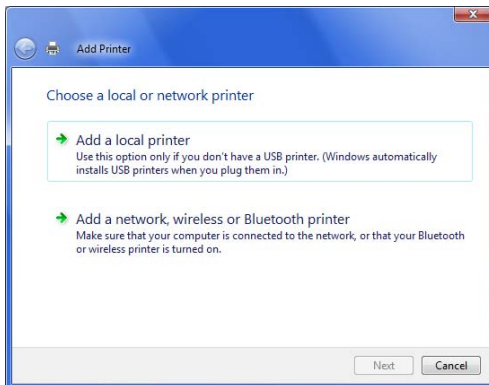 Add Printer
Choose a local or network printer
Add a local printer
Use this option only if you don't have a USB printer. (Windows automatically
installs USB printers when you plug them in.)
Add a network, wireless or Bluetooth printer
Make sure that your computer is connected to the network, or that your Bluetooth
or wireless printer is turned on.
Next Cancel